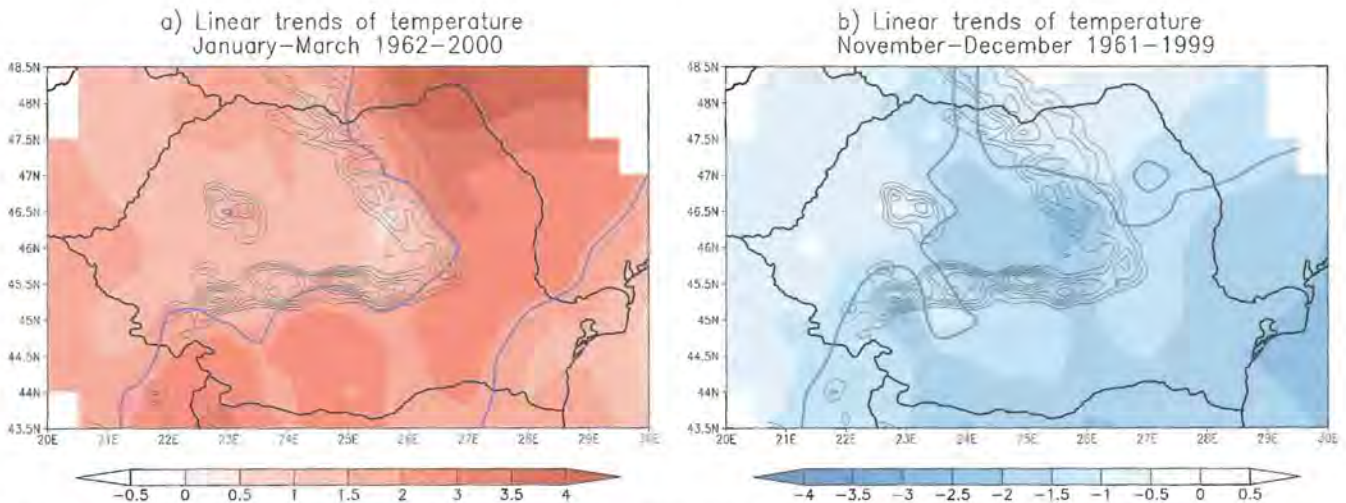 a) Linear trends of temperature
January-March 1962-2000
48.5N
48N
47.5N
47N
46.5N
46N
45.5N
45N
44.5N
44N
43.5N
20E 21E 22E 23E 24E 25E 26E 27E 28E 29E 30E
-0.5 0 0.5 1 1.5 2 2.5 3 3.5 4
b) Linear trends of temperature
November-December 1961-1999
48.5N
48N
47.5N
47N
46.5N
46N
45.5N
45N
44.5N
44N
43.5N
20E 21E 22E 23E 24E 25E 26E 27E 28E 29E 30E
-4 -3.5 -3 -2.5 -2 -1.5 -1 -0.5 0 0.5